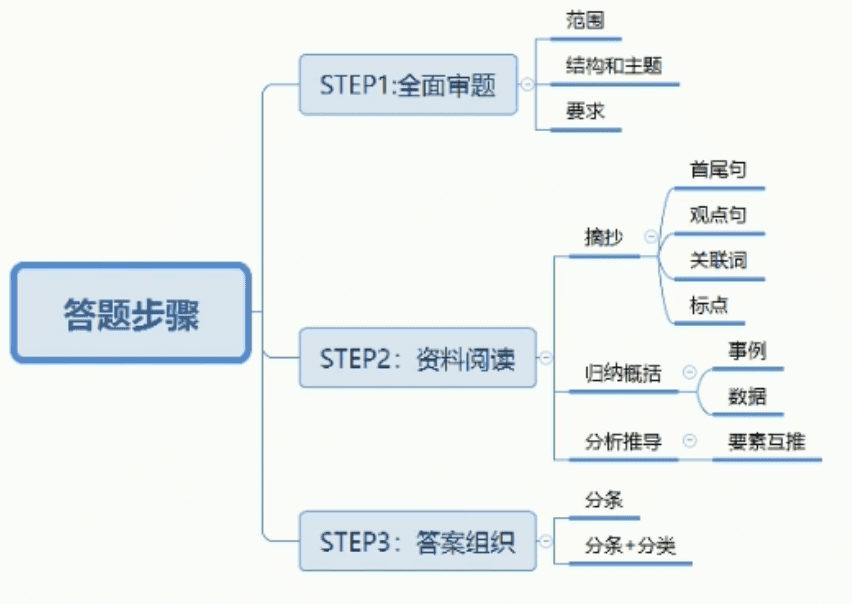 答题步骤
STEP1:全面审题
范围
结构和主题
要求
STEP2：资料阅读
摘抄
首尾句
观点句
关联词
标点
归纳概括
事例
数据
分析推导
要素互推
STEP3：答案组织
分条
分条+分类